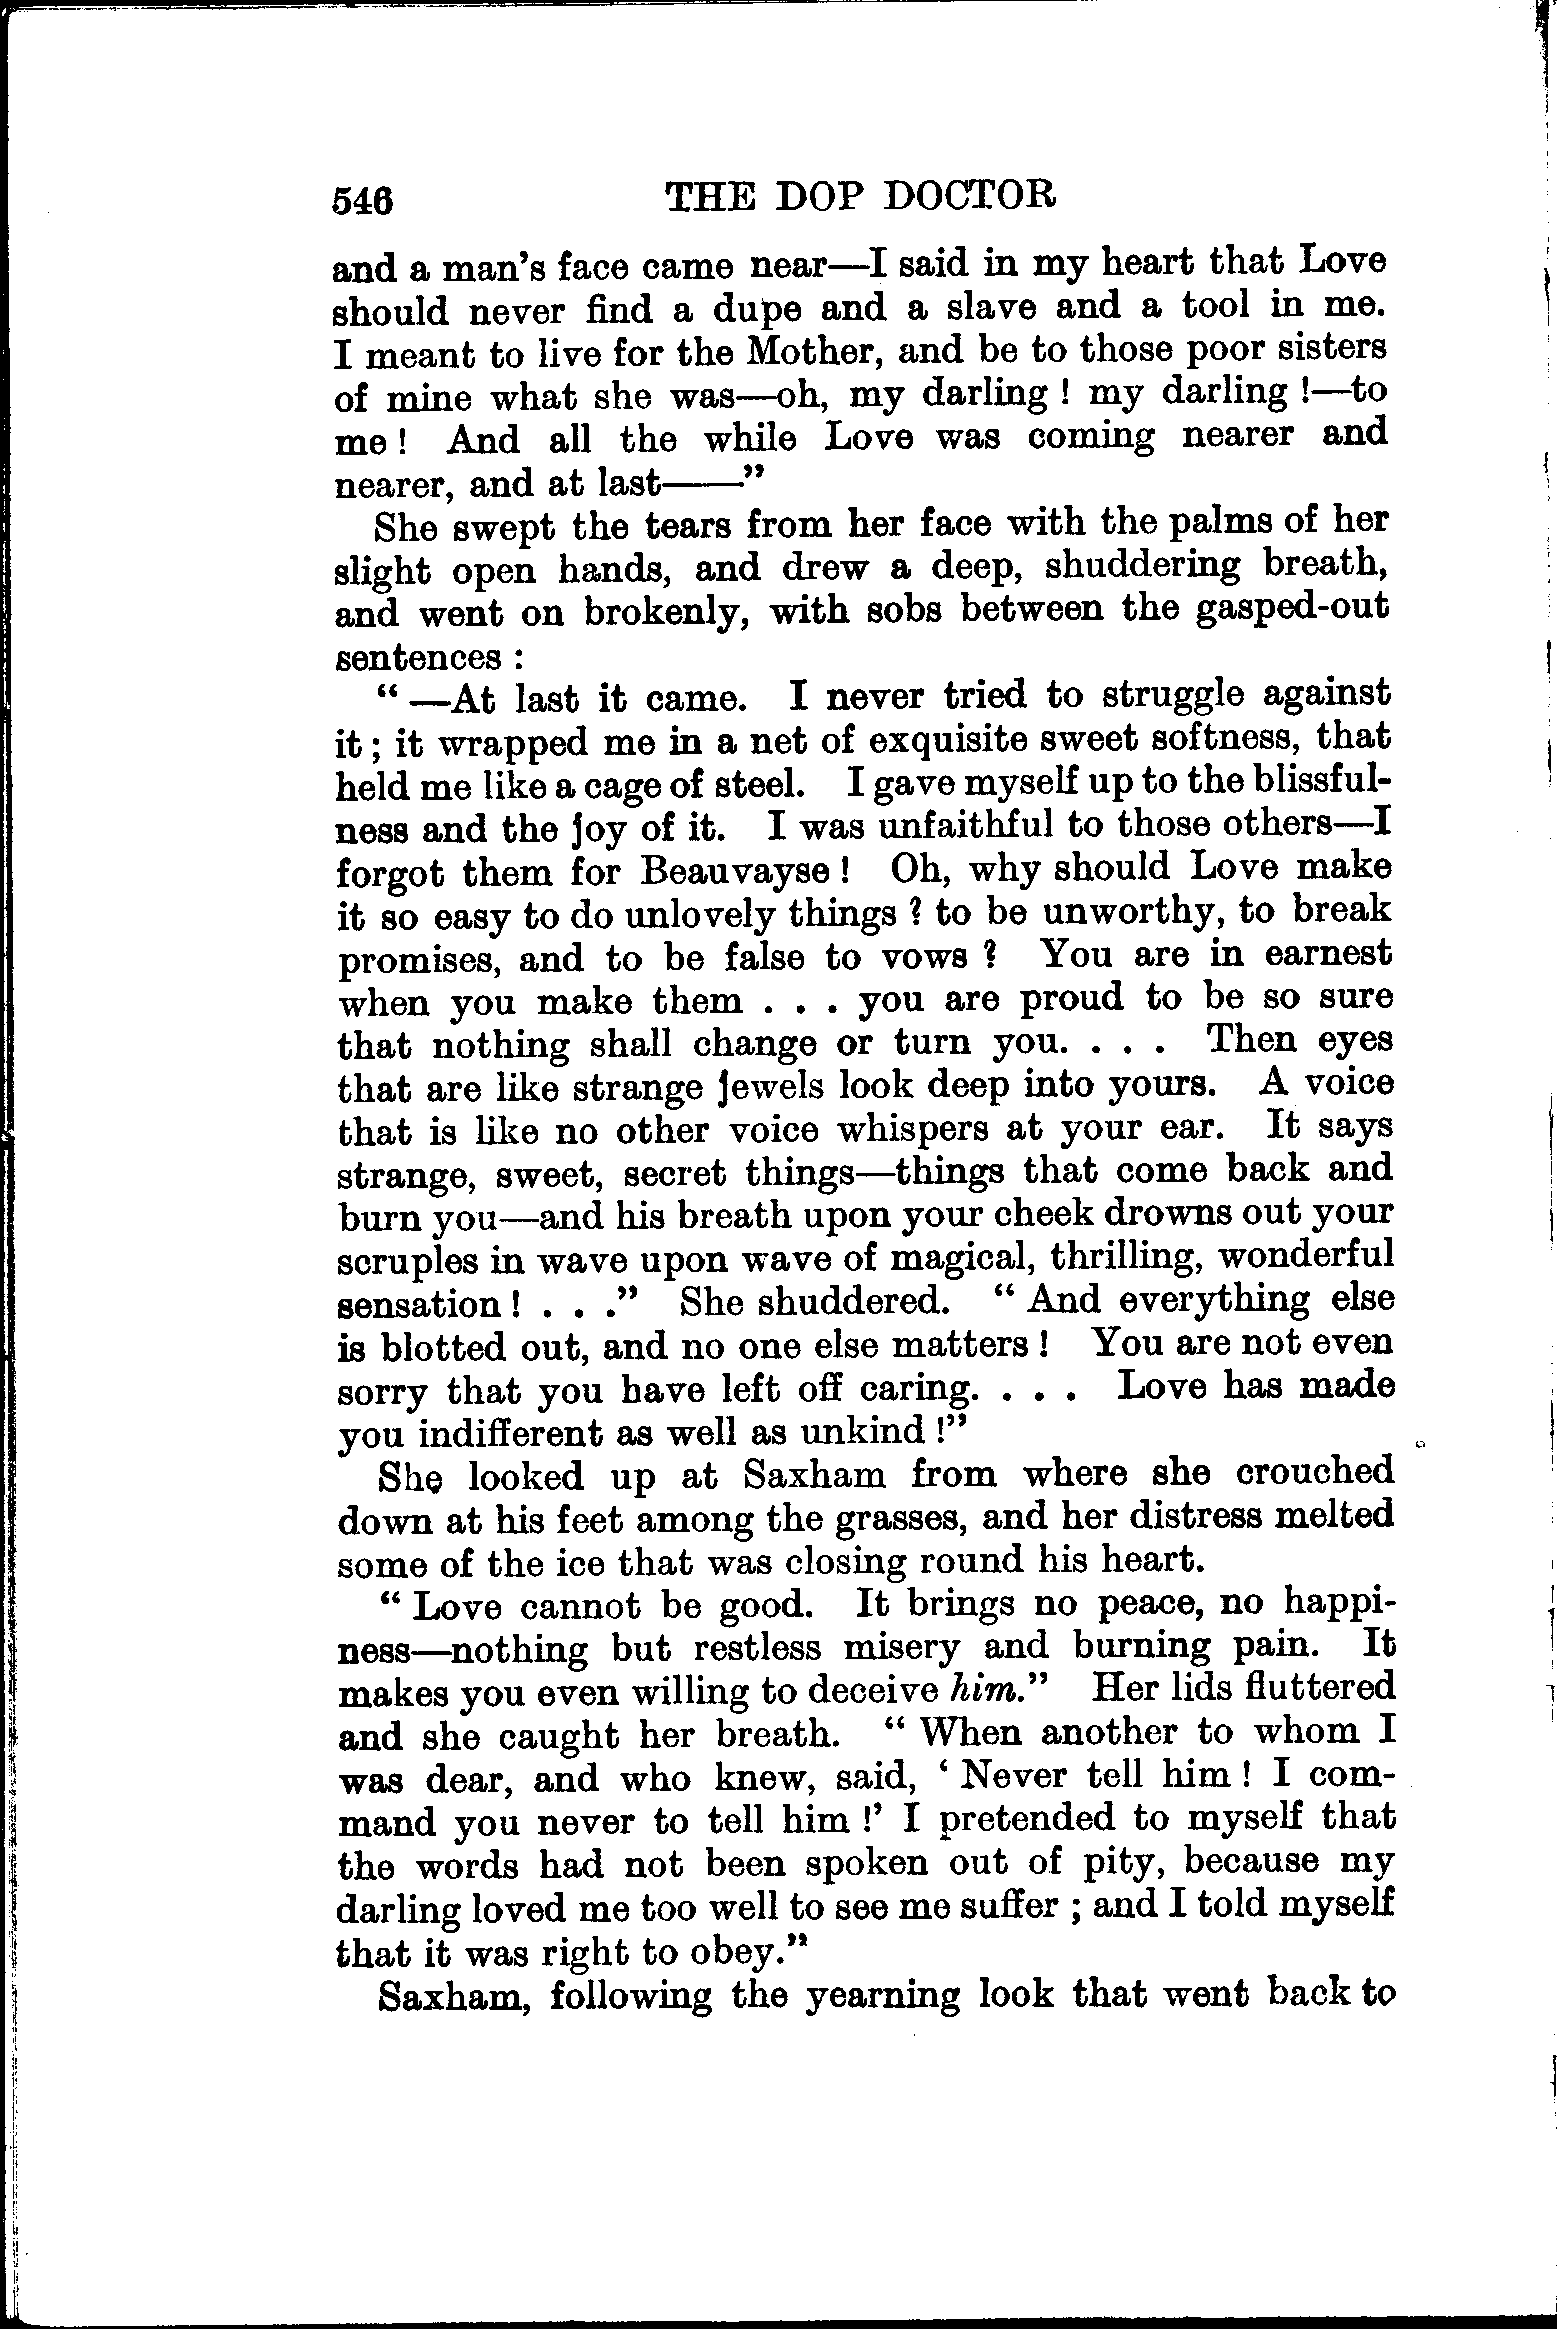 546 THE DOP DOCTOR
and a man's face came near—I said in my heart that Love
should never find a dupe and a slave and a tool in me.
I meant to live for the Mother, and be to those poor sisters
of mine what she was—oh, my darling ! my darling !—to
me ! And all the while Love was coming nearer and
nearer, and at last——"
She swept the tears from her face with the palms of her
slight open hands, and drew a deep, shuddering breath,
and went on brokenly, with sobs between the gasped-out
sentences :
“ —At last it came. I never tried to struggle against
it ; it wrapped me in a net of exquisite sweet softness, that
held me like a cage of steel. I gave myself up to the blissful-
ness and the joy of it. I was unfaithful to those others—I
forgot them for Beauvayse ! Oh, why should Love make
it so easy to do unlovely things ? to be unworthy, to break
promises, and to be false to vows ? You are in earnest
when you make them . . . you are proud to be so sure
that nothing shall change or turn you. . . . Then eyes
that are like strange jewels look deep into yours. A voice
that is like no other voice whispers at your ear. It says
strange, sweet, secret things—things that come back and
burn you—and his breath upon your cheek drowns out your
scruples in wave upon wave of magical, thrilling, wonderful
sensation ! . . .” She shuddered. “ And everything else
is blotted out, and no one else matters ! You are not even
sorry that you have left off caring. . . . Love has made
you indifferent as well as unkind !”
She looked up at Saxham from where she crouched
down at his feet among the grasses, and her distress melted
some of the ice that was closing round his heart.
“ Love cannot be good. It brings no peace, no happi-
ness—nothing but restless misery and burning pain. It
makes you even willing to deceive him.” Her lids fluttered
and she caught her breath. “ When another to whom I
was dear, and who knew, said, ‘ Never tell him ! I com-
mand you never to tell him !’ I pretended to myself that
the words had not been spoken out of pity, because my
darling loved me too well to see me suffer ; and I told myself
that it was right to obey.”
Saxham, following the yearning look that went back to